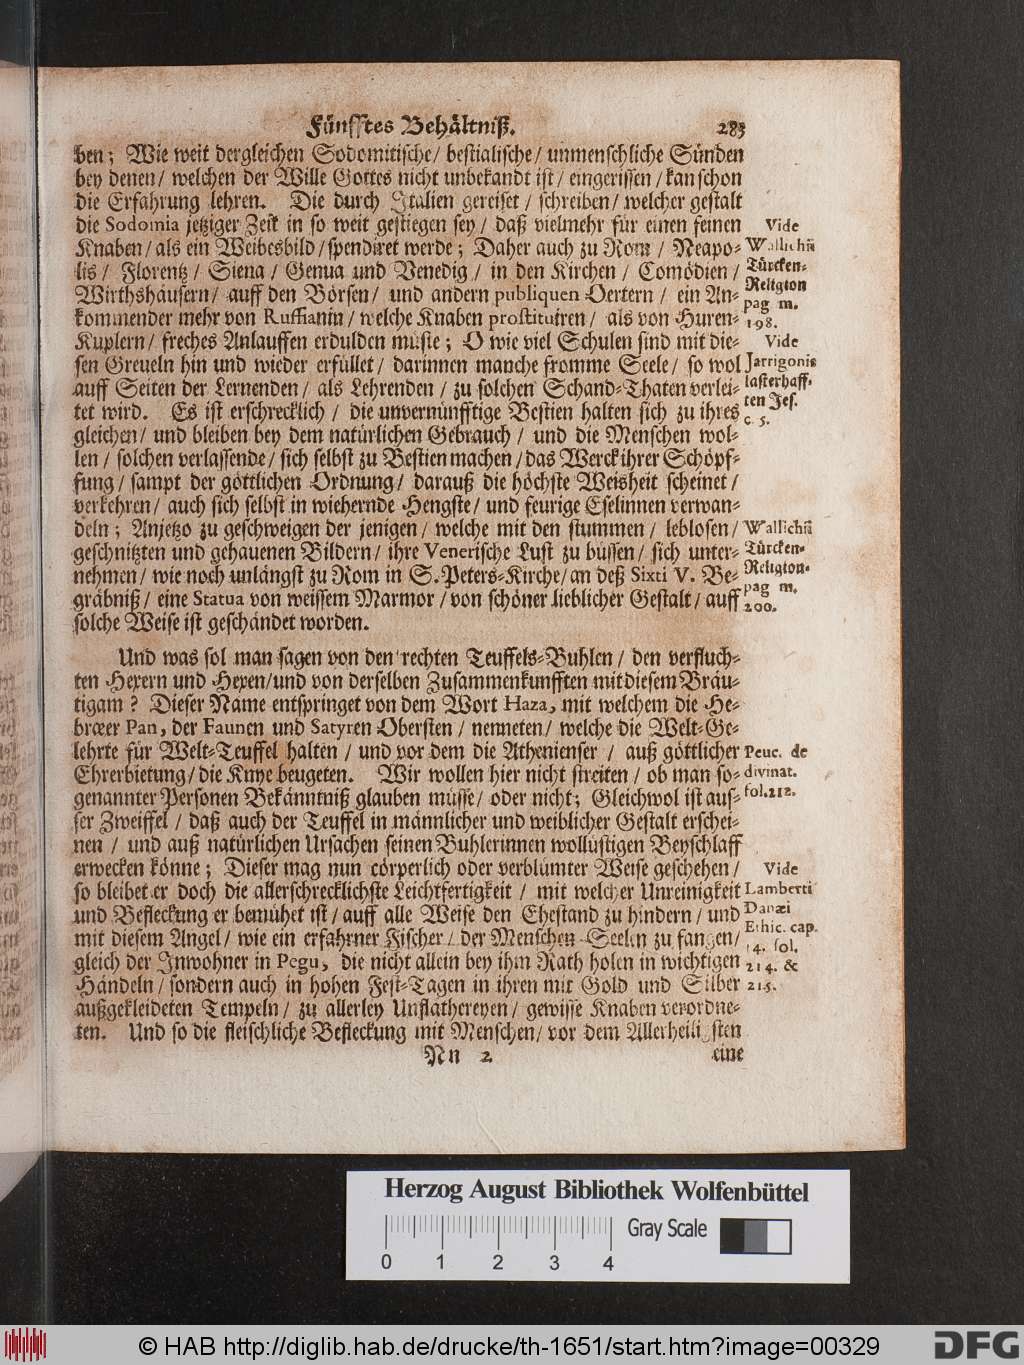 Fünfftes Behältniß. 283
ben; Wie weit dergleichen Sodomitische/ bestialische/ unmenschliche Sünden
bey denen/ welchen der Wille Gottes nicht unbekandt ist/ eingerissen/ kan schon
die Erfahrung lehren. Die durch Italien gereiset/ schreiben/ welcher gestalt
die Sodomia jetziger Zeit in so weit gestiegen sey/ daß vielmehr für einen feinen
Knaben/ als ein Weibesbild/ spendiret werde; Daher auch zu Rom/ Neapo-
lis/ Florentz/ Siena/ Genua und Venedig/ in den Kirchen/ Comödien/
Wirthshäusern/ auff den Börsen/ und andern publiquen Oertern/ ein An-
kommender mehr von Ruffianin/ welche Knaben prostituiren/ als von Huren-
Kuplern/ freches Anlauffen erdulden müste; O wie viel Schulen sind mit die-
sen Greueln hin und wieder erfüllet/ darinnen manche fromme Seele/ so wol
auff Seiten der Lernenden/ als Lehrenden/ zu solchen Schand-Thaten verlei-
tet wird. Es ist erschrecklich/ die unvernünfftige Bestien halten sich zu ihres
gleichen/ und bleiben bey dem natürlichen Gebrauch/ und die Menschen wol-
len/ solchen verlassende/ sich selbst zu Bestien machen/ das Werck ihrer Schöpf-
fung/ sampt der göttlichen Ordnung/ darauß die höchste Weisheit scheinet/
verkehren/ auch sich selbst in wiehernde Hengste/ und feurige Eselinnen verwan-
deln; Anjetzo zu geschweigen der jenigen/ welche mit den stummen/ leblosen/
geschnitzten und gehauenen Bildern/ ihre Venerische Lust zu büssen/ sich unter-
nehmen/ wie noch unlängst zu Rom in S. Peters-Kirche/ an deß Sixti V. Be-
gräbniß/ eine Statua von weissem Marmor/ von schöner lieblicher Gestalt/ auff
solche Weise ist geschändet worden.
Und was sol man sagen von den rechten Teuffels-Buhlen/ den verfluch-
ten Hexern und Hexen/ und von derselben Zusammenkunfften mit diesem Bräu-
tigam? Dieser Name entspringet von dem Wort Haza, mit welchem die He-
bræer Pan, der Faunen und Satyren Obersten/ nenneten/ welche die Welt-Ge-
lehrte für Welt-Teuffel halten/ und vor dem die Athenienser/ auß göttlicher
Ehrerbietung/ die Knye beugeten. Wir wollen hier nicht streiten/ ob man so-
genannter Personen Bekänntniß glauben müsse/ oder nicht; Gleichwol ist aus-
ser Zweiffel/ daß auch der Teuffel in männlicher und weiblicher Gestalt erschei-
nen/ und auß natürlichen Ursachen seinen Buhlerinnen wollüstigen Beyschlaff
erwecken könne; Dieser mag nun cörperlich oder verblümter Weise geschehen/
so bleibet er doch die allerschrecklichste Leichtfertigkeit/ mit welcher Unreinigkeit
und Befleckung er bemühet ist/ auff alle Weise den Ehestand zu hindern/ und
mit diesem Angel/ wie ein erfahrner Fischer/ der Menschen Seelen zu fangen/
gleich der Inwohner in Pegu, die nicht allein bey ihm Rath holen in wichtigen
Händeln/ sondern auch in hohen Fest-Tagen in ihren mit Gold und Silber
außgekleideten Tempeln/ zu allerley Unflathereyen/ gewisse Knaben verordne-
ten. Und so die fleischliche Befleckung mit Menschen/ vor dem Allerheiligsten
Nn 2 eine
Vide
Wallichiā
Türcken-
Religion
pag m.
198.
Vide
Jarrigonis
lasterhaff-
ten Jes.
c. 5.
Wallichiā
Türcken-
Religion.
pag m.
200.
Peuc. de
divinat.
fol. 212.
Vide
Lamberti
Danæi
Ethic. cap.
14. fol.
214. &
215.
Herzog August Bibliothek Wolfenbüttel
Gray Scale
0 1 2 3 4
© HAB http://diglib.hab.de/drucke/th-1651/start.htm?image=00329
DFG